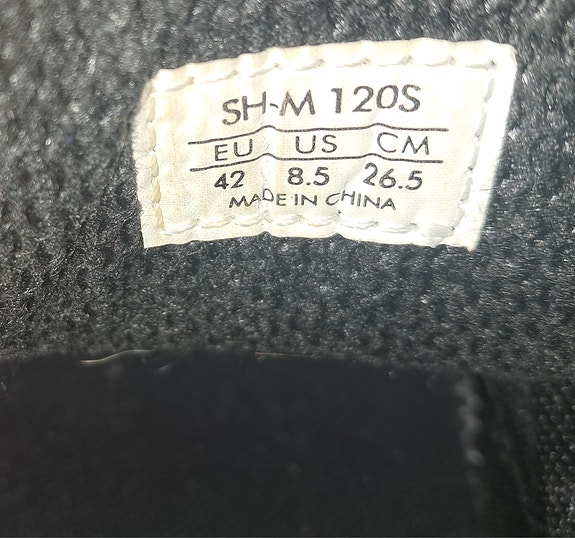 SH-M 120S
EU US CM
42 8.5 26.5
MADE IN CHINA